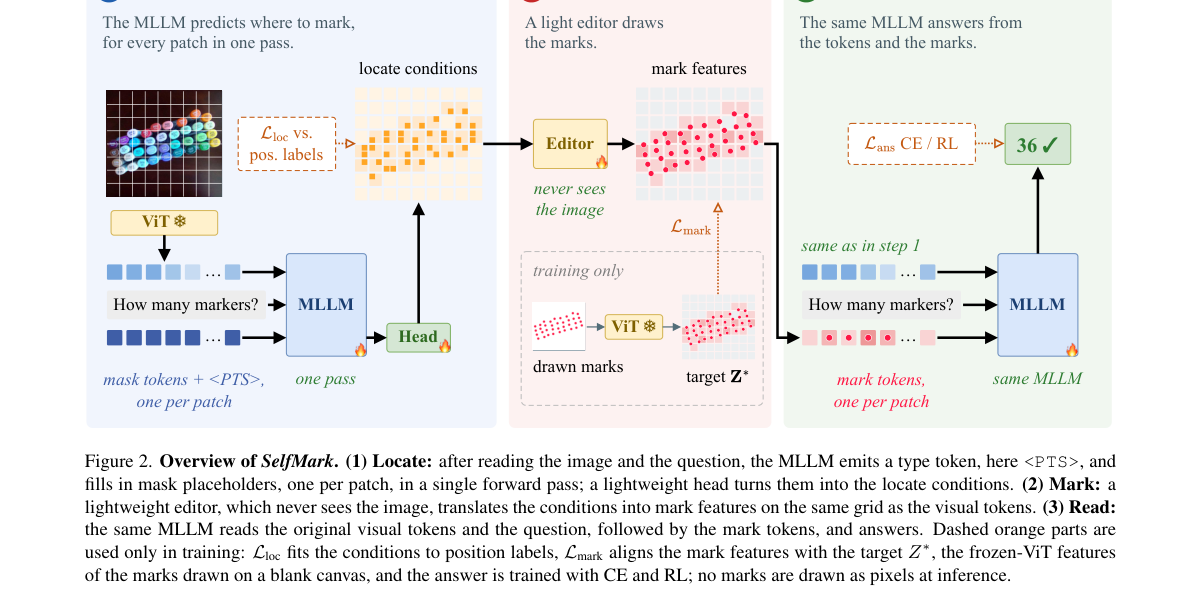 The MLLM predicts where to mark,
for every patch in one pass.
locate conditions
ℒloc vs.
pos. labels
ViT ❄
... 
How many markers?
...
MLLM
Head
mask tokens + <PTS>,
one per patch
one pass
A light editor draws
the marks.
mark features
Editor
never sees
the image
ℒmark
training only
ViT ❄
drawn marks
target Z*
The same MLLM answers from
the tokens and the marks.
ℒans CE / RL
36 ✓
same as in step 1
...
How many markers?
...
MLLM
mark tokens,
one per patch
same MLLM
Figure 2. Overview of SelfMark. (1) Locate: after reading the image and the question, the MLLM emits a type token, here <PTS>, and
fills in mask placeholders, one per patch, in a single forward pass; a lightweight head turns them into the locate conditions. (2) Mark: a
lightweight editor, which never sees the image, translates the conditions into mark features on the same grid as the visual tokens. (3) Read:
the same MLLM reads the original visual tokens and the question, followed by the mark tokens, and answers. Dashed orange parts are
used only in training: ℒloc fits the conditions to position labels, ℒmark aligns the mark features with the target Z*, the frozen-ViT features
of the marks drawn on a blank canvas, and the answer is trained with CE and RL; no marks are drawn as pixels at inference.